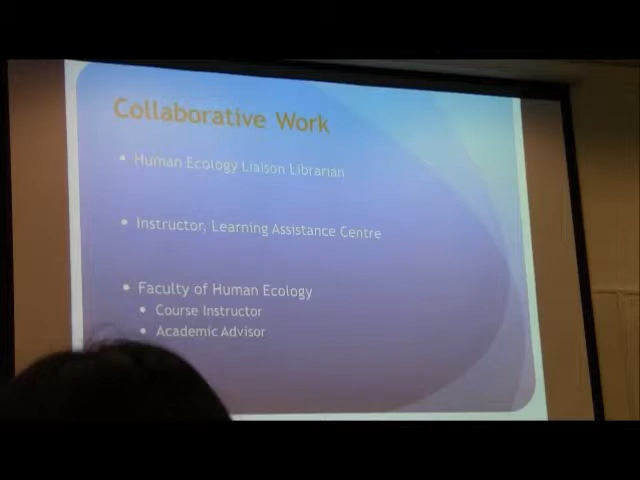 Collaborative Work
• Human Ecology Liaison Librarian
• Instructor, Learning Assistance Centre
• Faculty of Human Ecology
• Course Instructor
• Academic Advisor